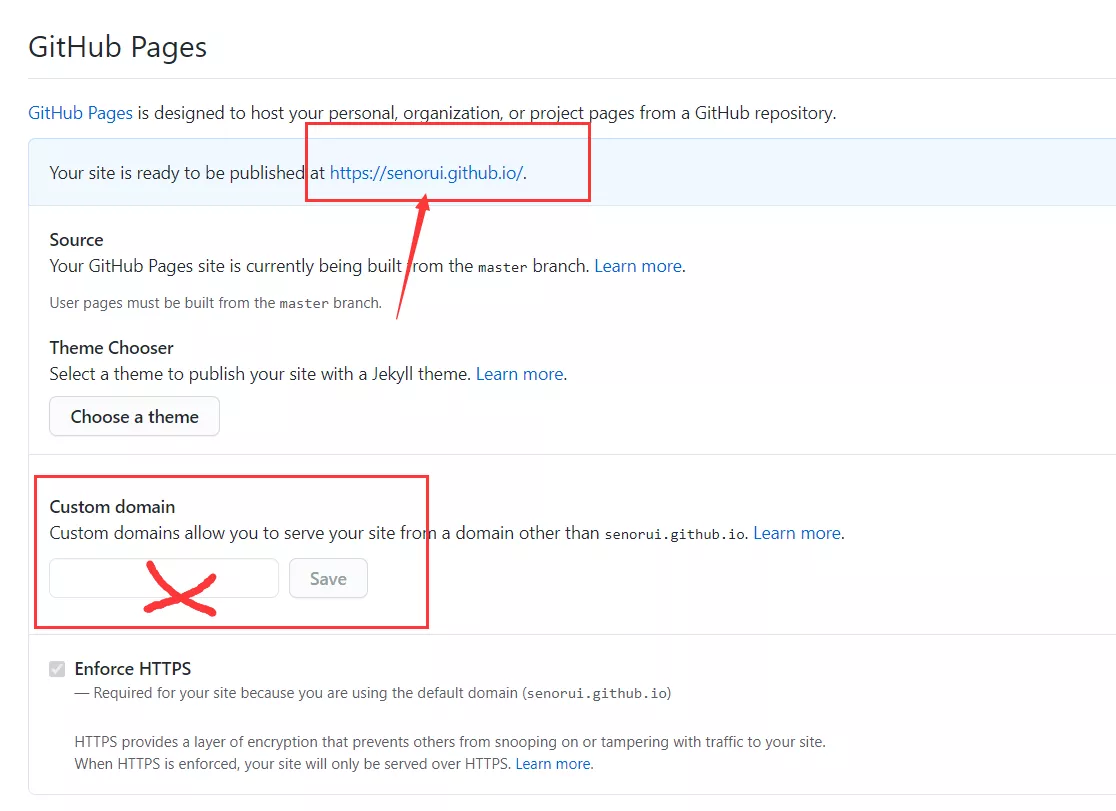 GitHub Pages
GitHub Pages is designed to host your personal, organization, or project pages from a GitHub repository.
Your site is ready to be published at https://senorui.github.io/.
Source
Your GitHub Pages site is currently being built from the master branch. Learn more.
User pages must be built from the master branch.
Theme Chooser
Select a theme to publish your site with a Jekyll theme. Learn more.
Choose a theme
Custom domain
Custom domains allow you to serve your site from a domain other than senorui.github.io. Learn more.
Save
Enforce HTTPS
— Required for your site because you are using the default domain (senorui.github.io)
HTTPS provides a layer of encryption that prevents others from snooping on or tampering with traffic to your site.
When HTTPS is enforced, your site will only be served over HTTPS. Learn more.